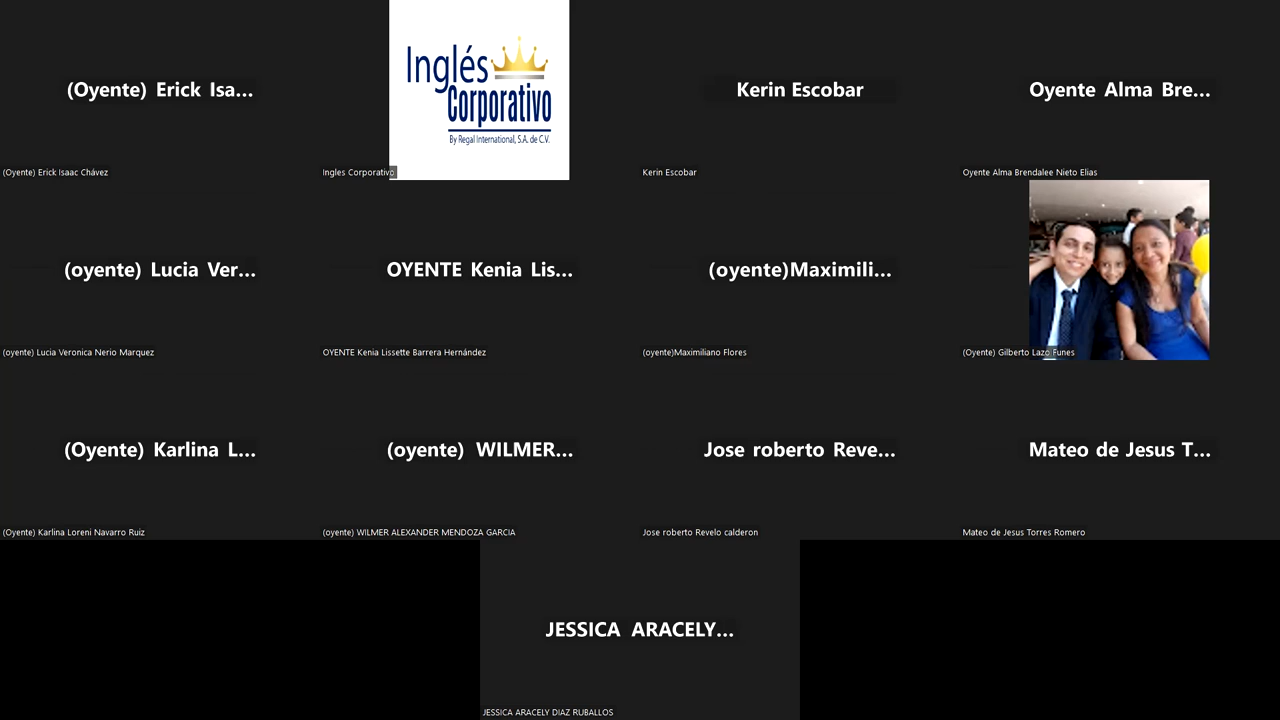 (Oyente) Erick Isa...
Inglés
Corporativo
By Regal International, S.A. de C.V.
Kerin Escobar
Oyente Alma Bre...
(Oyente) Erick Isaac Chávez
Ingles Corporativo
Kerin Escobar
Oyente Alma Brendalee Nieto Elias
(oyente) Lucia Ver...
OYENTE Kenia Lis...
(oyente)Maximili...
(oyente) Lucia Veronica Nerio Marquez
OYENTE Kenia Lissette Barrera Hernández
(oyente)Maximiliano Flores
(Oyente) Gilberto Lazo Funes
(Oyente) Karlina L...
(oyente) WILMER...
Jose roberto Reve...
Mateo de Jesus T...
(Oyente) Karlina Loreni Navarro Ruiz
(oyente) WILMER ALEXANDER MENDOZA GARCIA
Jose roberto Revelo calderon
Mateo de Jesus Torres Romero
JESSICA ARACELY...
JESSICA ARACELY DIAZ RUBALLOS